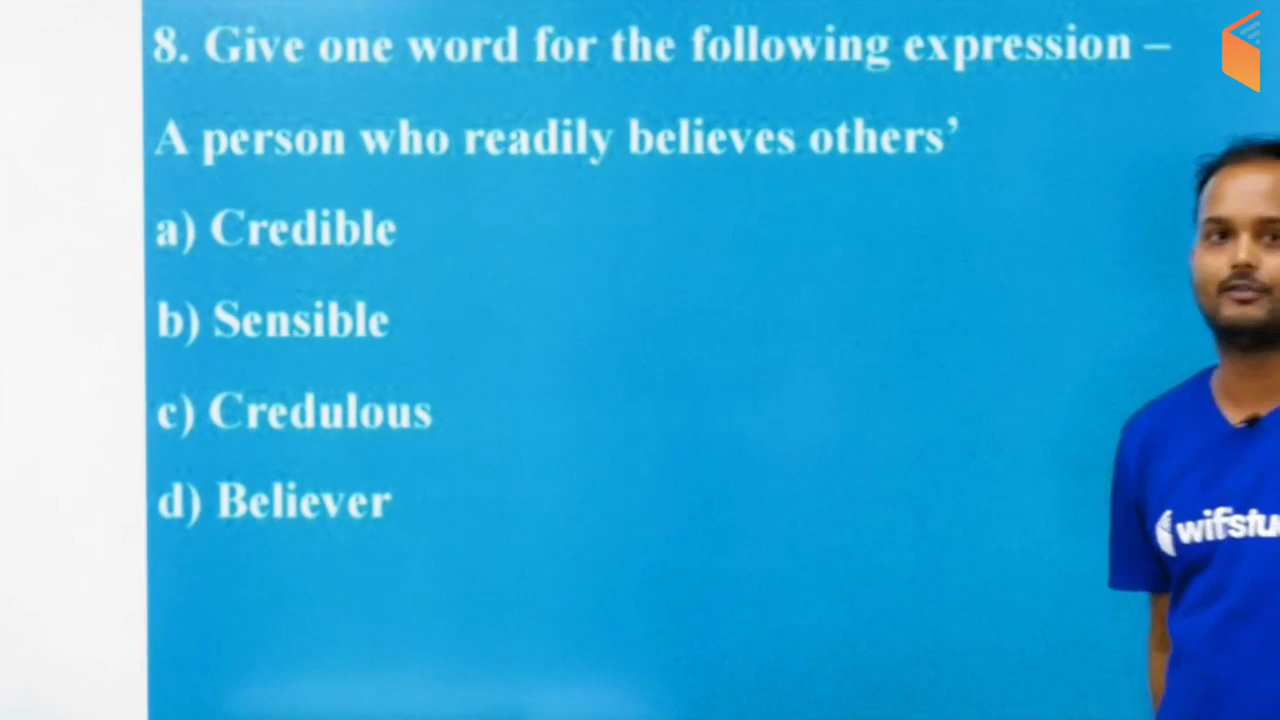 8. Give one word for the following expression –
A person who readily believes others’
a) Credible
b) Sensible
c) Credulous
d) Believer